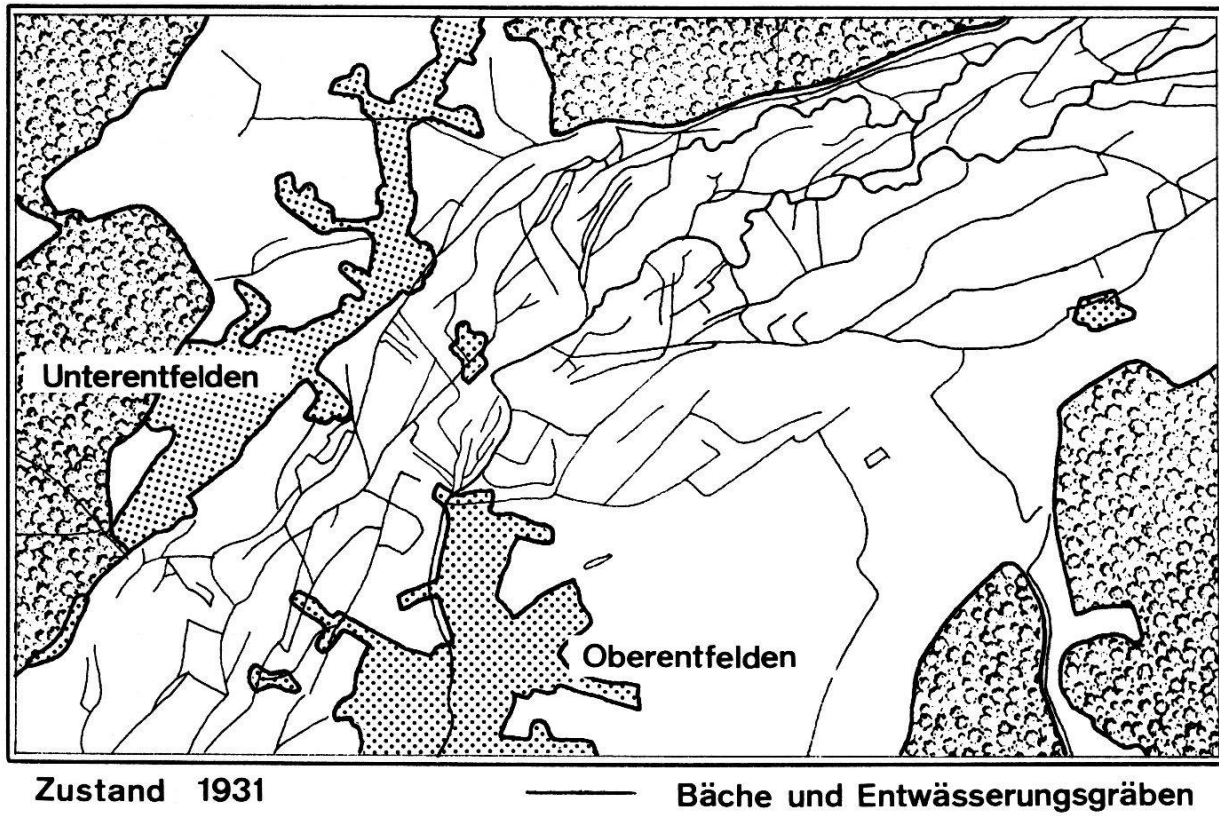 Unterentfelden
Oberentfelden
Zustand 1931
Bäche und Entwässerungsgräben